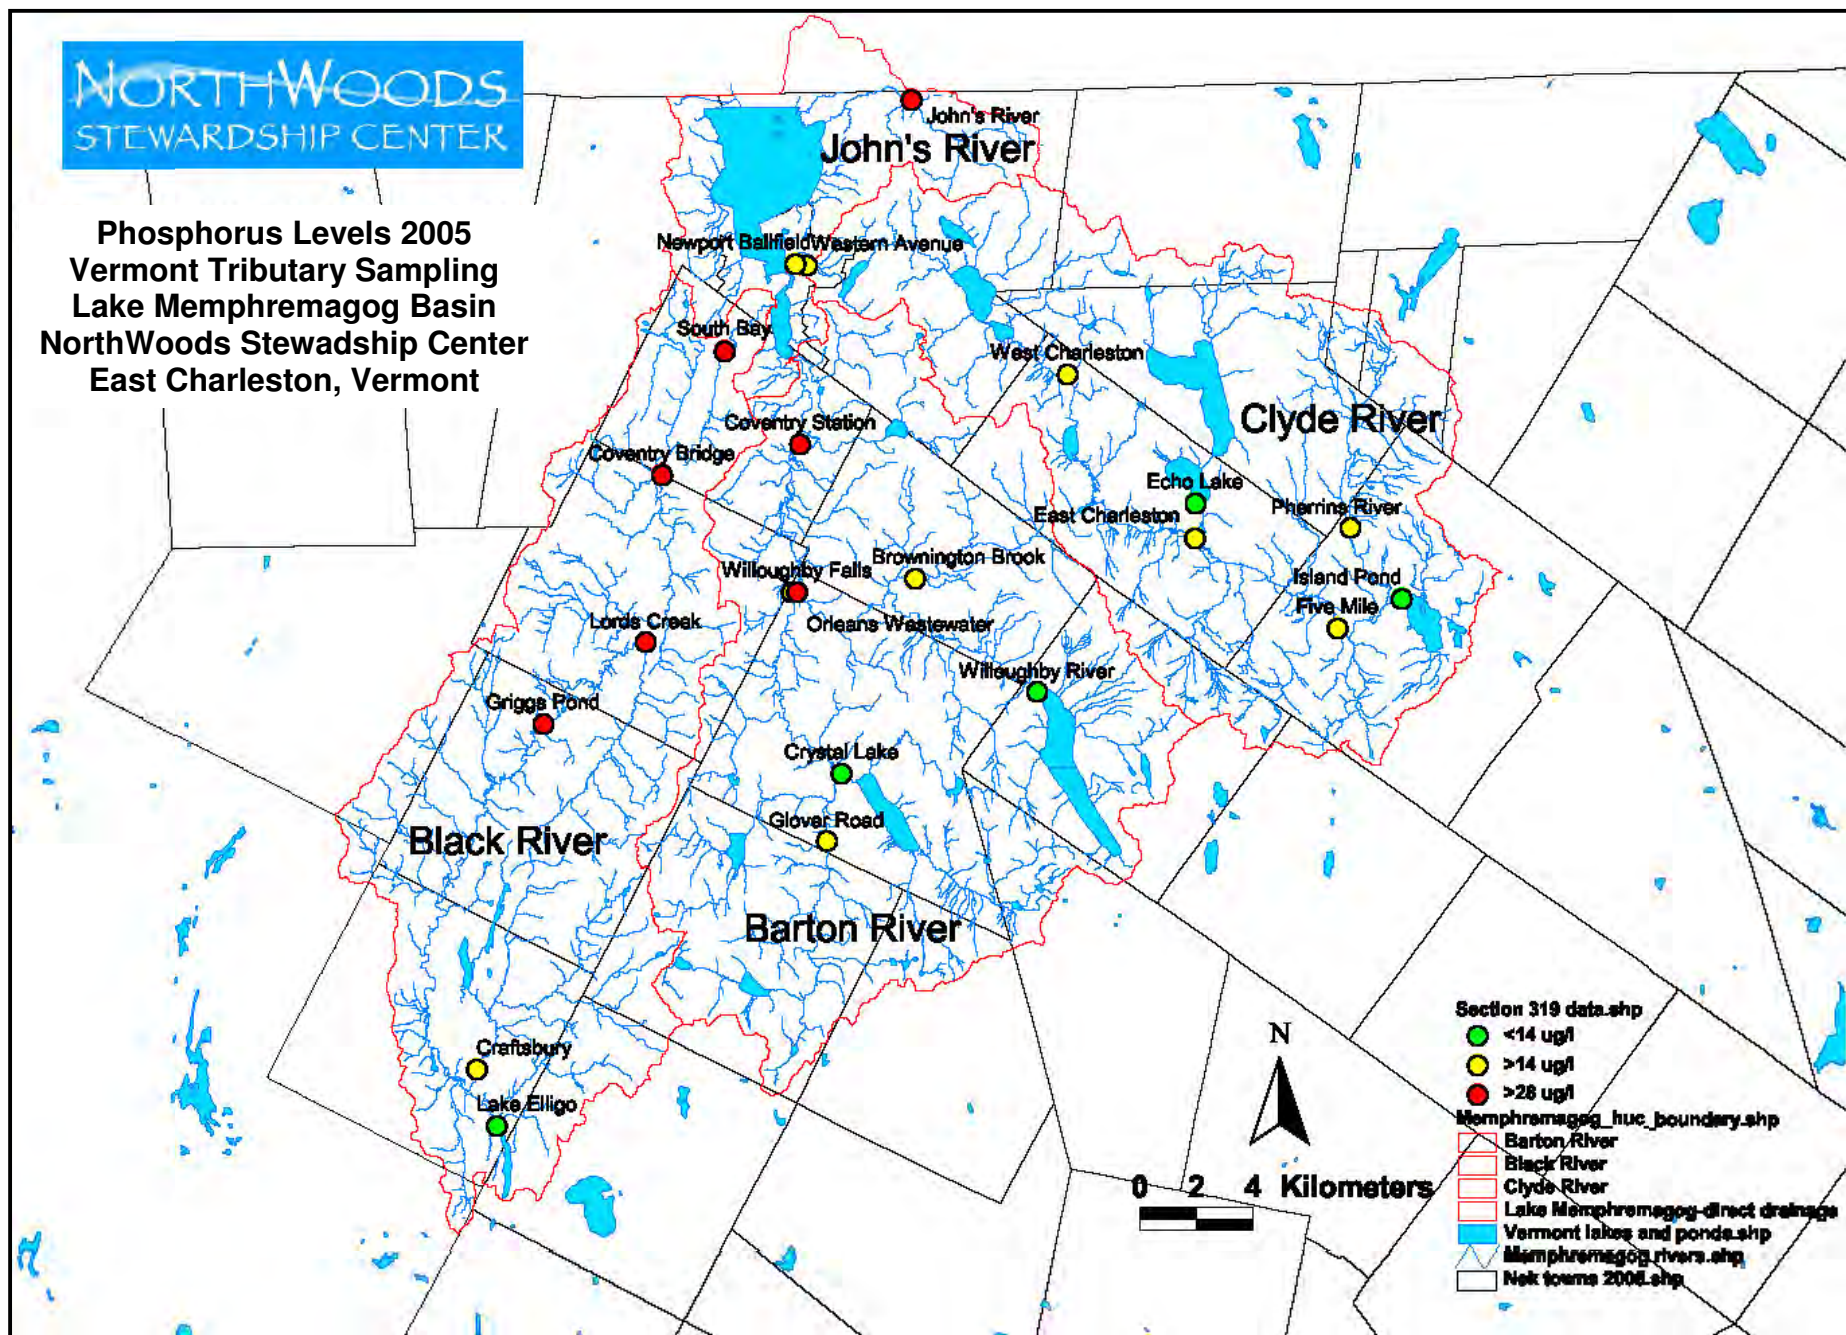 NORTHWOODS
STEWARDSHIP CENTER
Phosphorus Levels 2005
Vermont Tributary Sampling
Lake Memphremagog Basin
NorthWoods Stewadship Center
East Charleston, Vermont
John's River
John's River
Newport Ballfield
Western Avenue
South Bay
West Charleston
Clyde River
Coventry Station
Coventry Bridge
Echo Lake
East Charleston
Pherrins River
Brownington Brook
Willoughby Falls
Island Pond
Five Mile
Orleans Wastewater
Lords Creek
Willoughby River
Griggs Pond
Crystal Lake
Glover Road
Black River
Barton River
Craftsbury
Lake Elligo
N
0 2 4 Kilometers
Section 319 data.shp
<14 ug/l
>14 ug/l
>28 ug/l
Memphremagog_huc_boundary.shp
Barton River
Black River
Clyde River
Lake Memphremagog-direct drainage
Vermont lakes and ponds.shp
Memphremagog rivers.shp
Nek towns 2006.shp